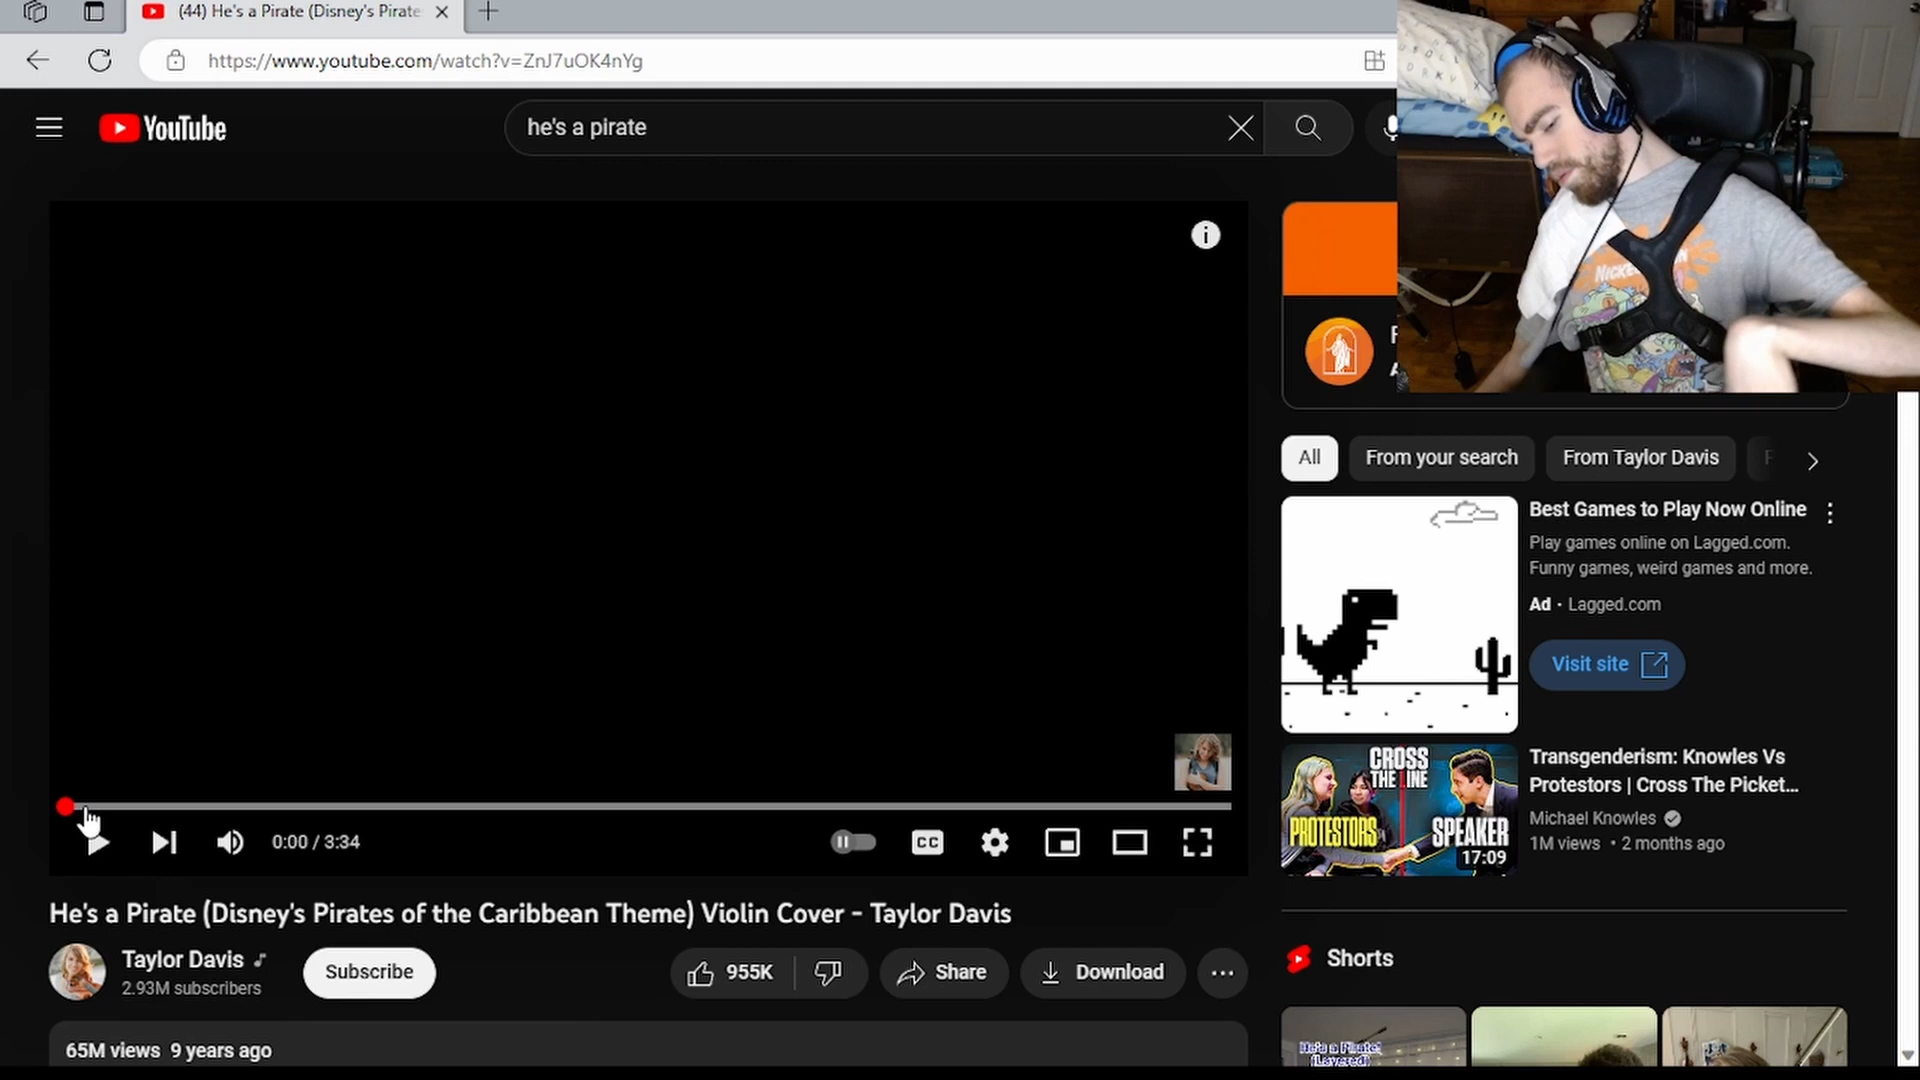 (44) He's a Pirate (Disney's Pirate
https://www.youtube.com/watch?v=ZnJ7uOK4nYg
YouTube
he's a pirate
i
0:00 / 3:34
CC
He's a Pirate (Disney's Pirates of the Caribbean Theme) Violin Cover - Taylor Davis
Taylor Davis
2.93M subscribers
Subscribe
955K
Share
Download
65M views 9 years ago
All
From your search
From Taylor Davis
Best Games to Play Now Online
Play games online on Lagged.com.
Funny games, weird games and more.
Ad · Lagged.com
Visit site
CROSS
THE LINE
PROTESTORS
SPEAKER
17:09
Transgenderism: Knowles Vs
Protestors | Cross The Picket...
Michael Knowles
1M views · 2 months ago
Shorts
He's a Pirate!
(Lowered)